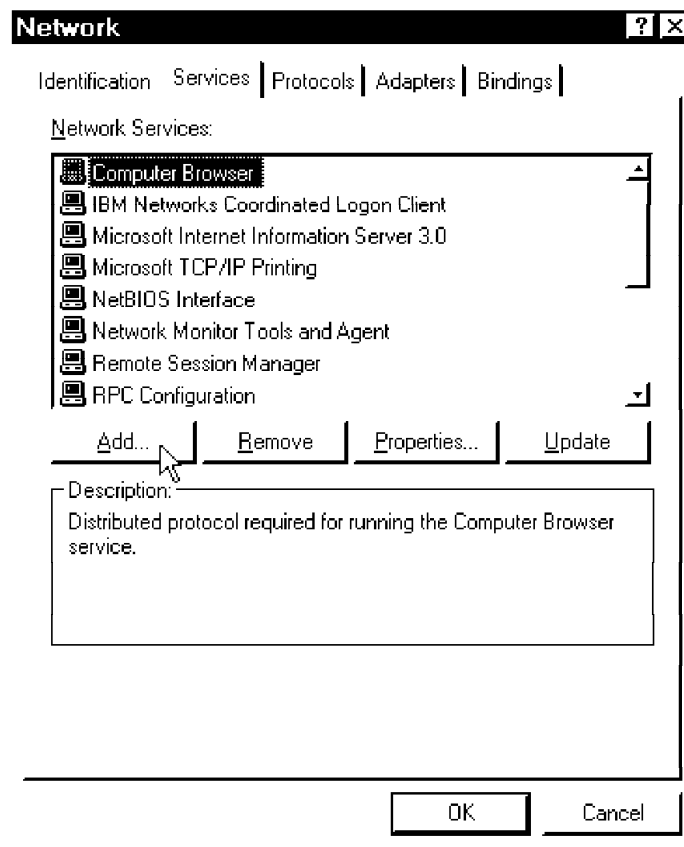 Network
Identification Services Protocols Adapters Bindings
Network Services:
Computer Browser
IBM Networks Coordinated Logon Client
Microsoft Internet Information Server 3.0
Microsoft TCP/IP Printing
NetBIOS Interface
Network Monitor Tools and Agent
Remote Session Manager
RPC Configuration
Add... Remove Properties... Update
Description:
Distributed protocol required for running the Computer Browser
service.
OK Cancel